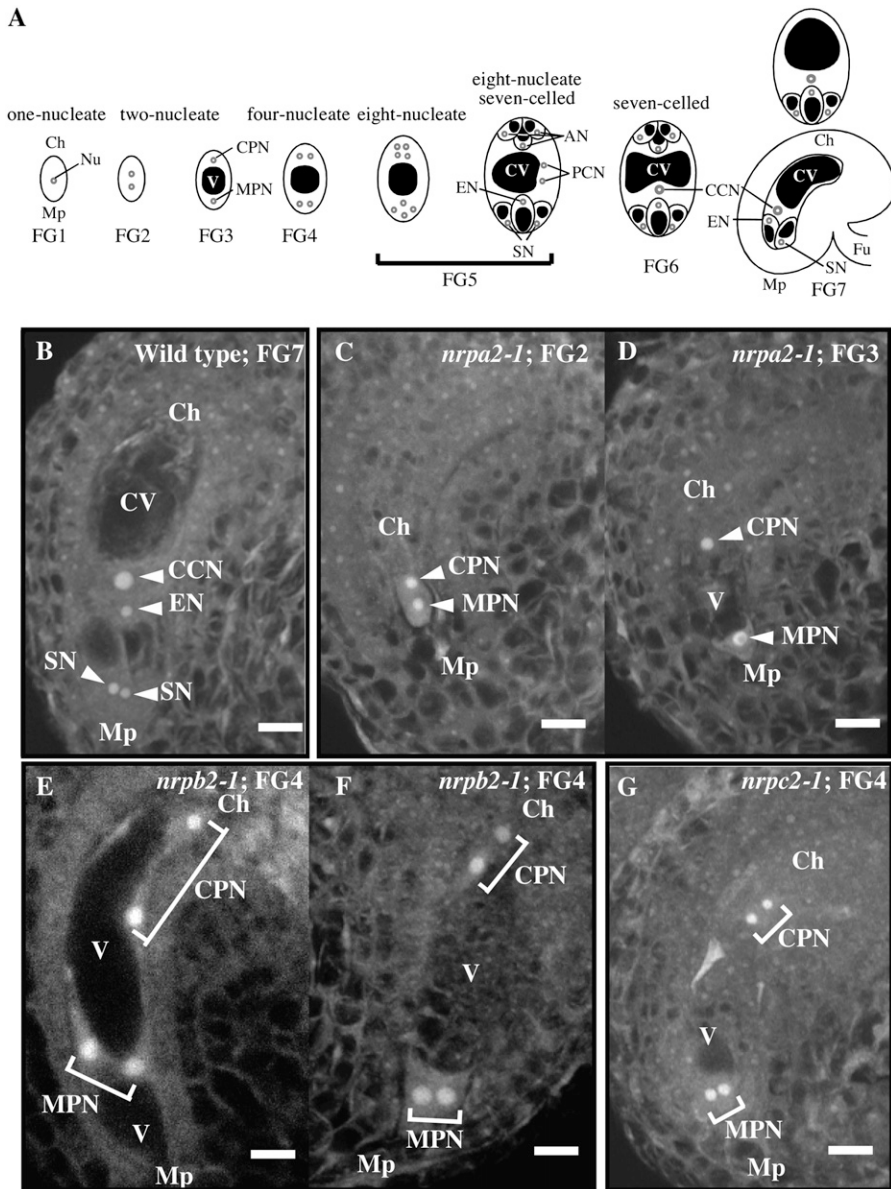 A
one-nucleate two-nucleate four-nucleate eight-nucleate eight-nucleate seven-celled seven-celled
Ch
Nu
Mp
FG1
FG2
CPN
V
MPN
FG3
FG4
FG5
AN
CV
PCN
EN
SN
CV
CCN
FG6
Ch
CV
EN
SN
Fu
Mp
FG7
B Wild type; FG7
Ch
CV
CCN
EN
SN
SN
Mp
C nrpa2-1; FG2
Ch
CPN
MPN
Mp
D nrpa2-1; FG3
Ch
CPN
V
MPN
Mp
E nrpb2-1; FG4
Ch
CPN
V
MPN
V
Mp
F nrpb2-1; FG4
Ch
CPN
V
MPN
Mp
G nrpc2-1; FG4
Ch
CPN
V
MPN
Mp